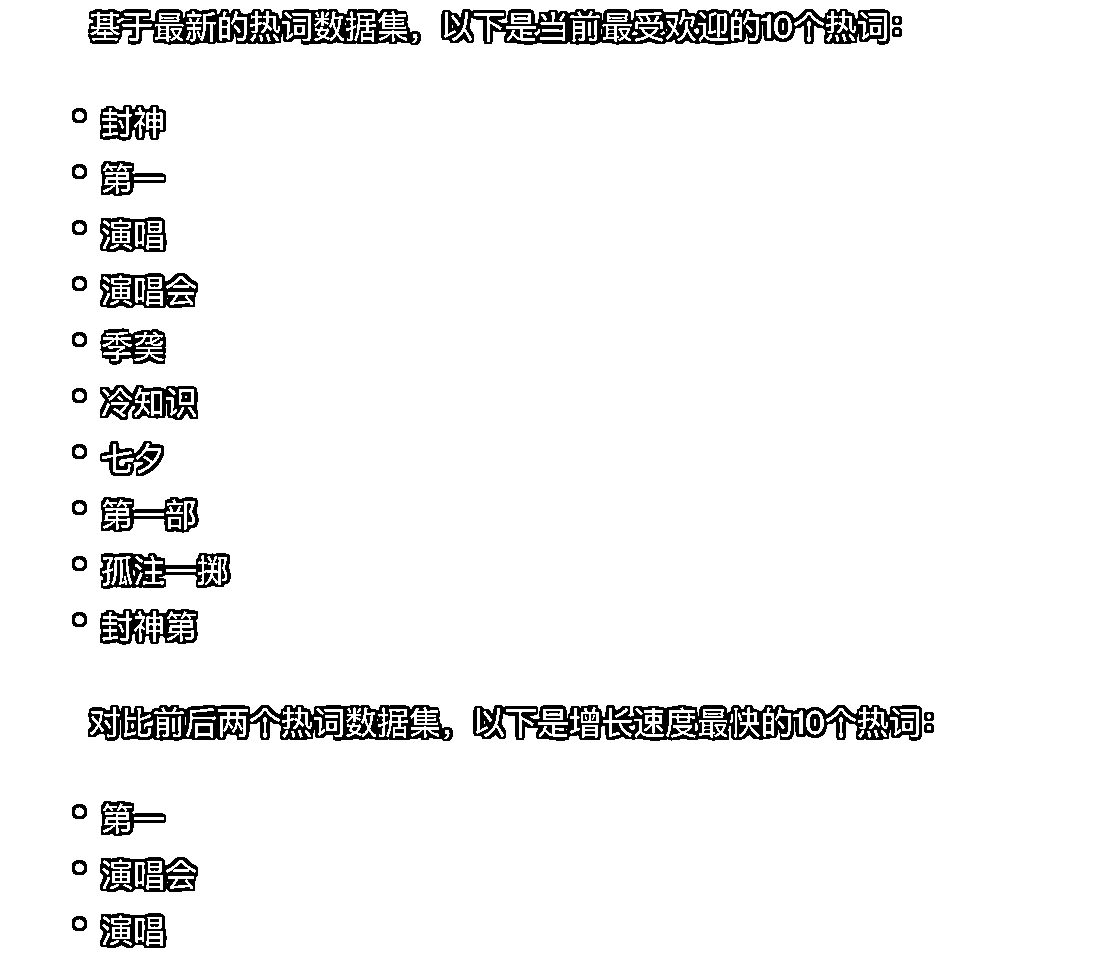 基于最新的热词数据集，以下是当前最受欢迎的10个热词：
封神
第一
演唱
演唱会
季䶮
冷知识
七夕
第一部
孤注一掷
封神第
对比前后两个热词数据集，以下是增长速度最快的10个热词：
第一
演唱会
演唱